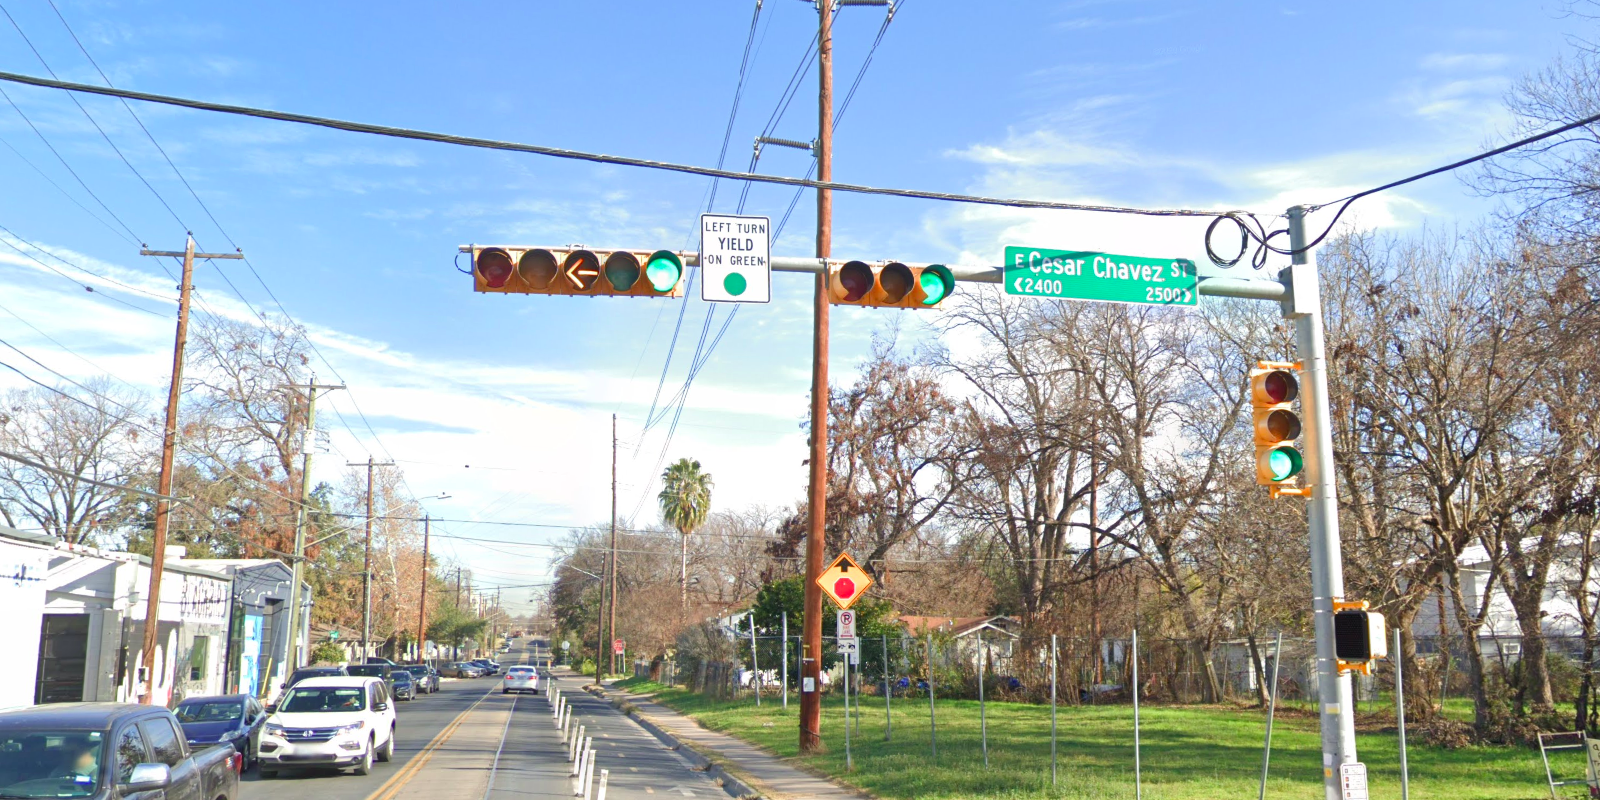 LEFT TURN
YIELD
ON GREEN
E Cesar Chavez ST
2400
2500